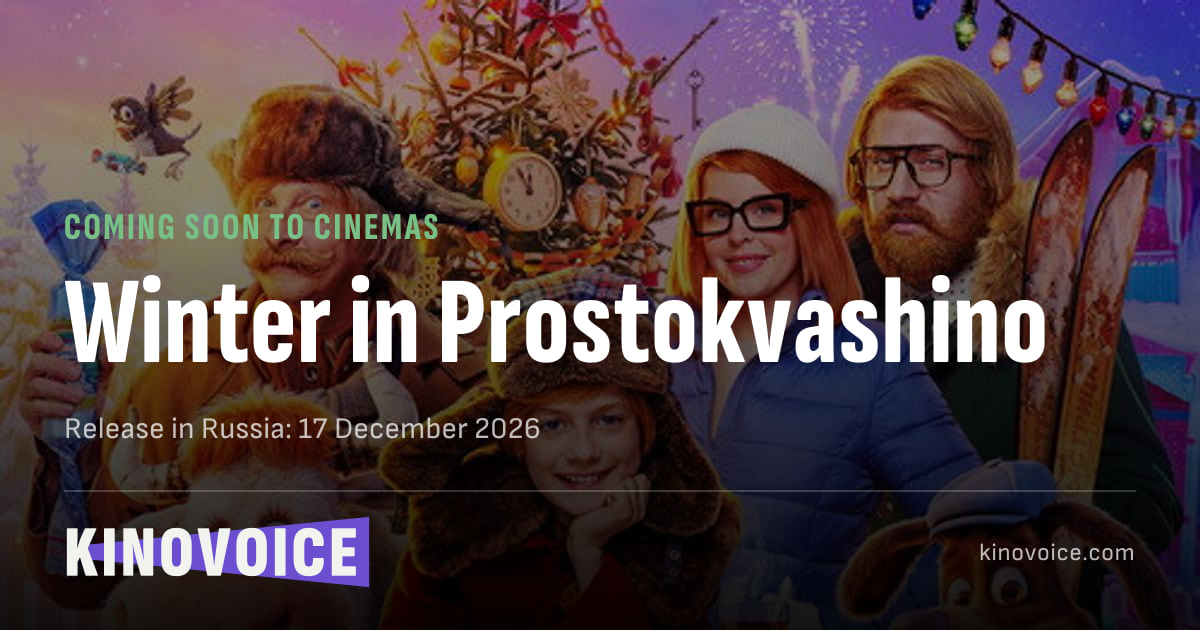 COMING SOON TO CINEMAS
Winter in Prostokvashino
Release in Russia: 17 December 2026
KINOVOICE
kinovoice.com